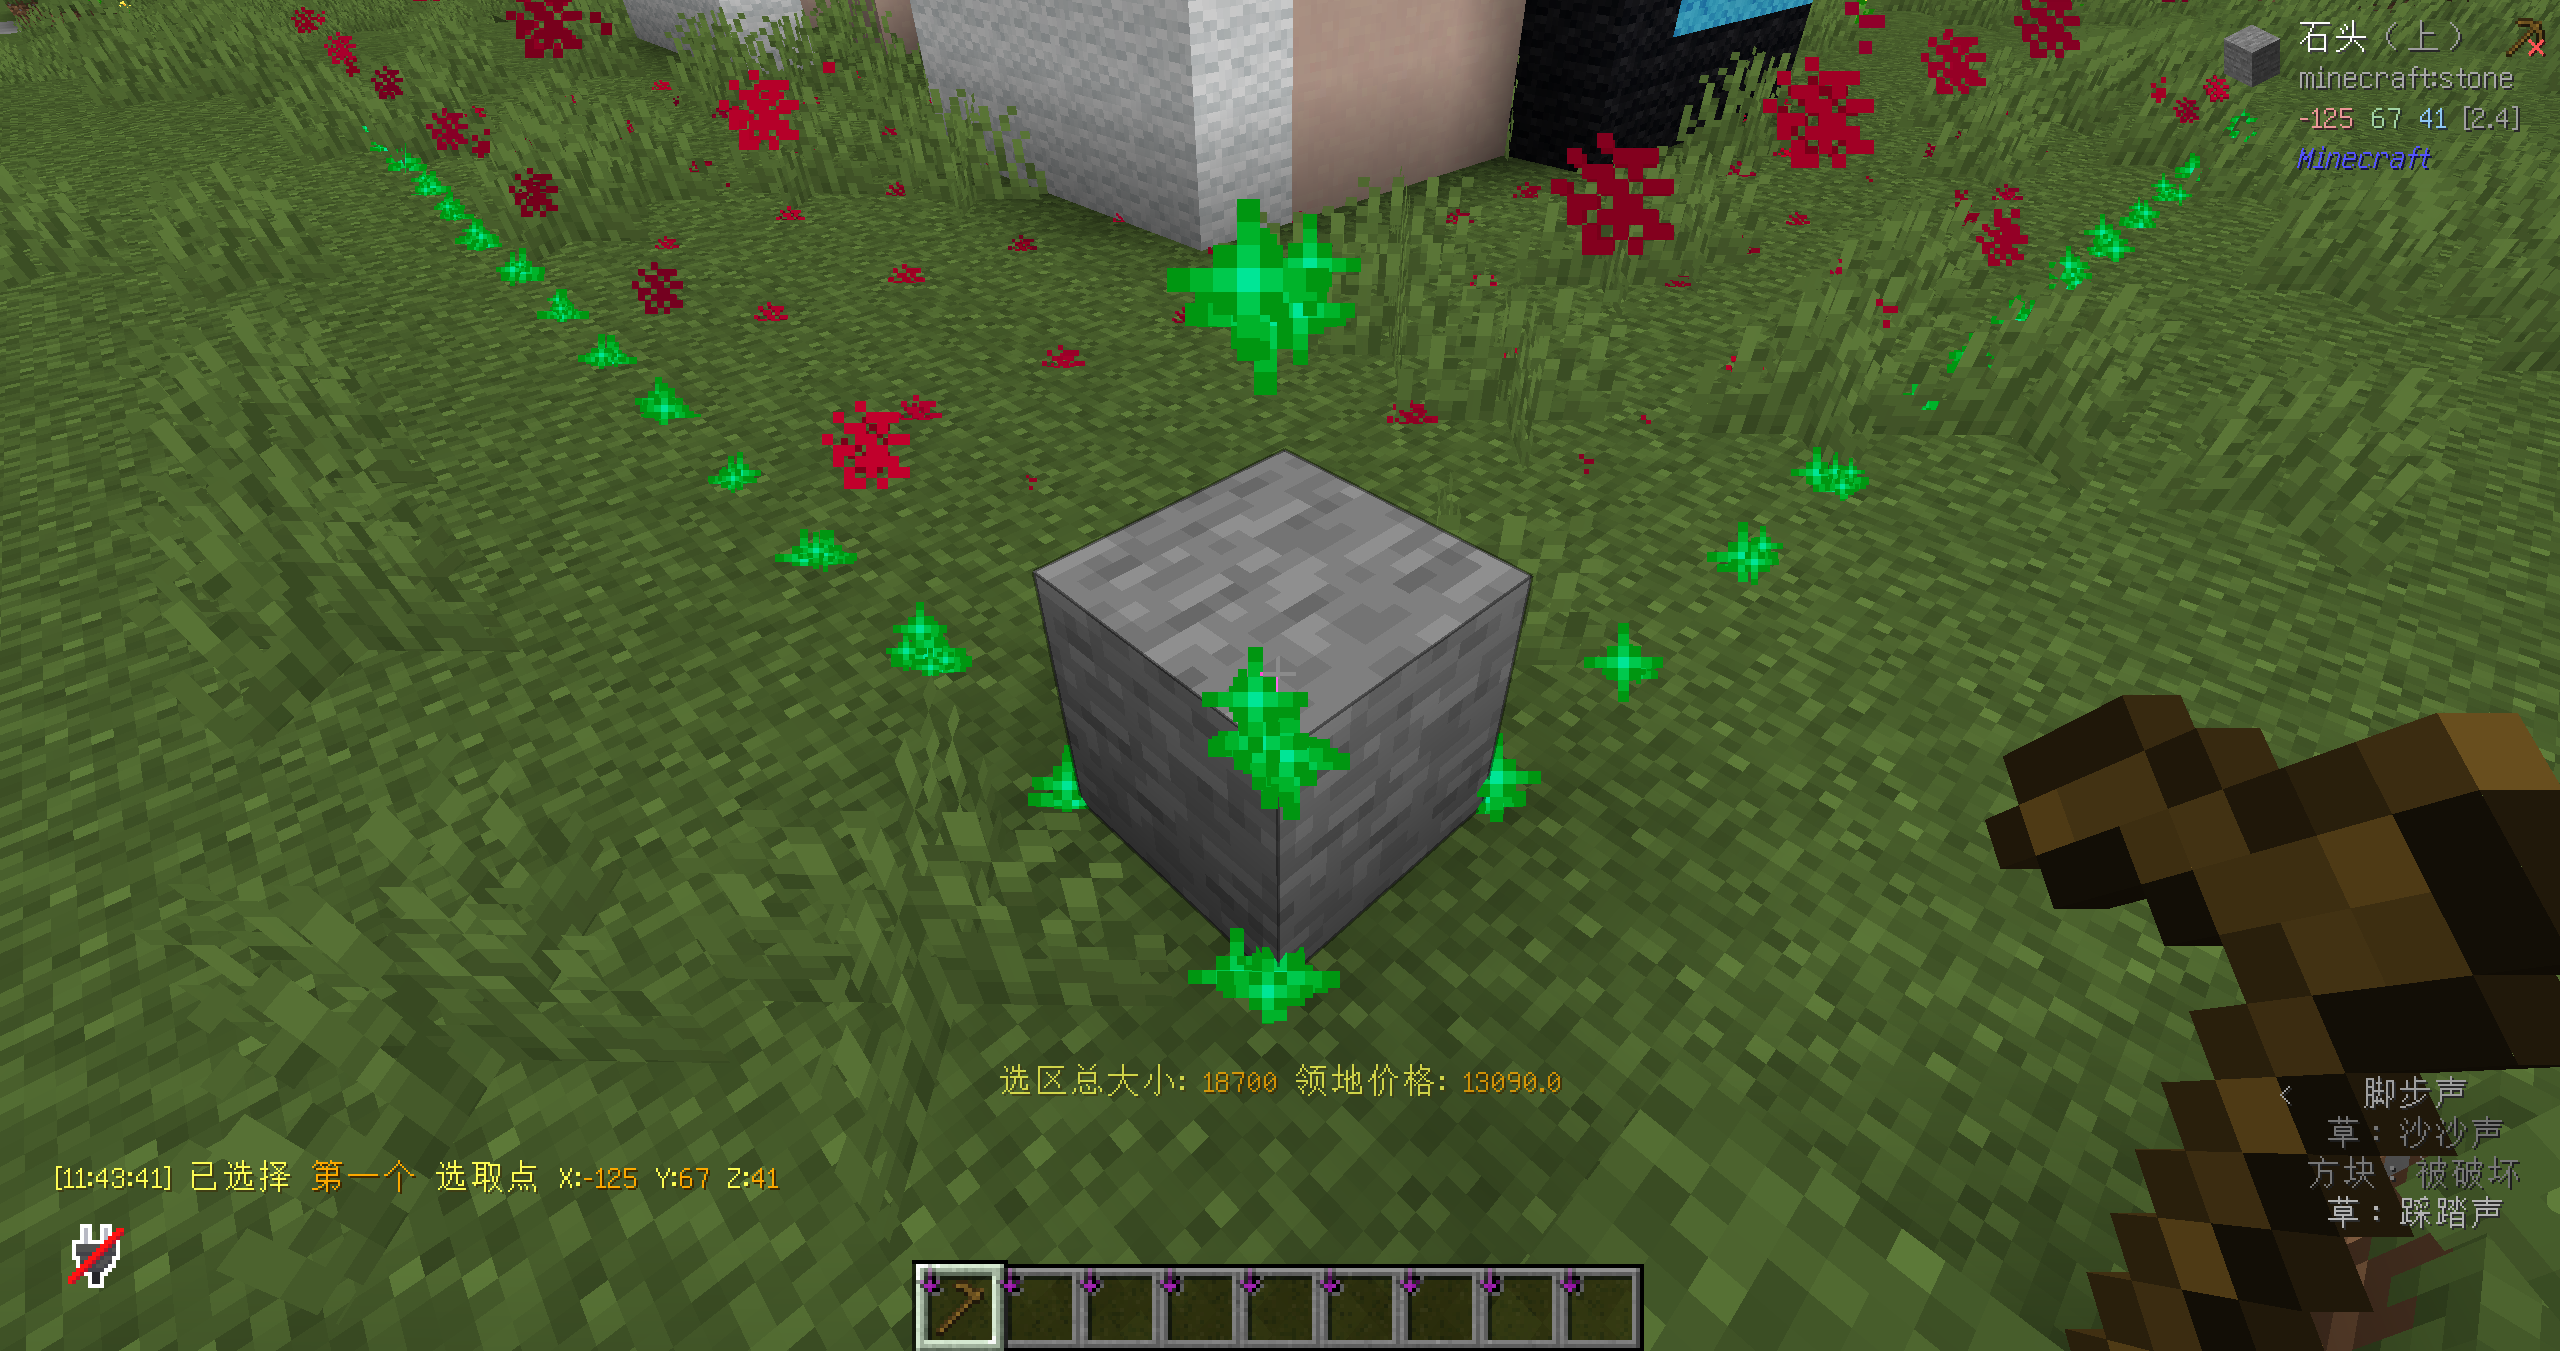 石头（上）
minecraft:stone
-125 67 41 [2.4]
Minecraft
选区总大小: 18700 领地价格: 13090.0
< 脚步声
草：沙沙声
方块：被破坏
草：踩踏声
[11:43:41] 已选择 第一个 选取点 X:-125 Y:67 Z:41